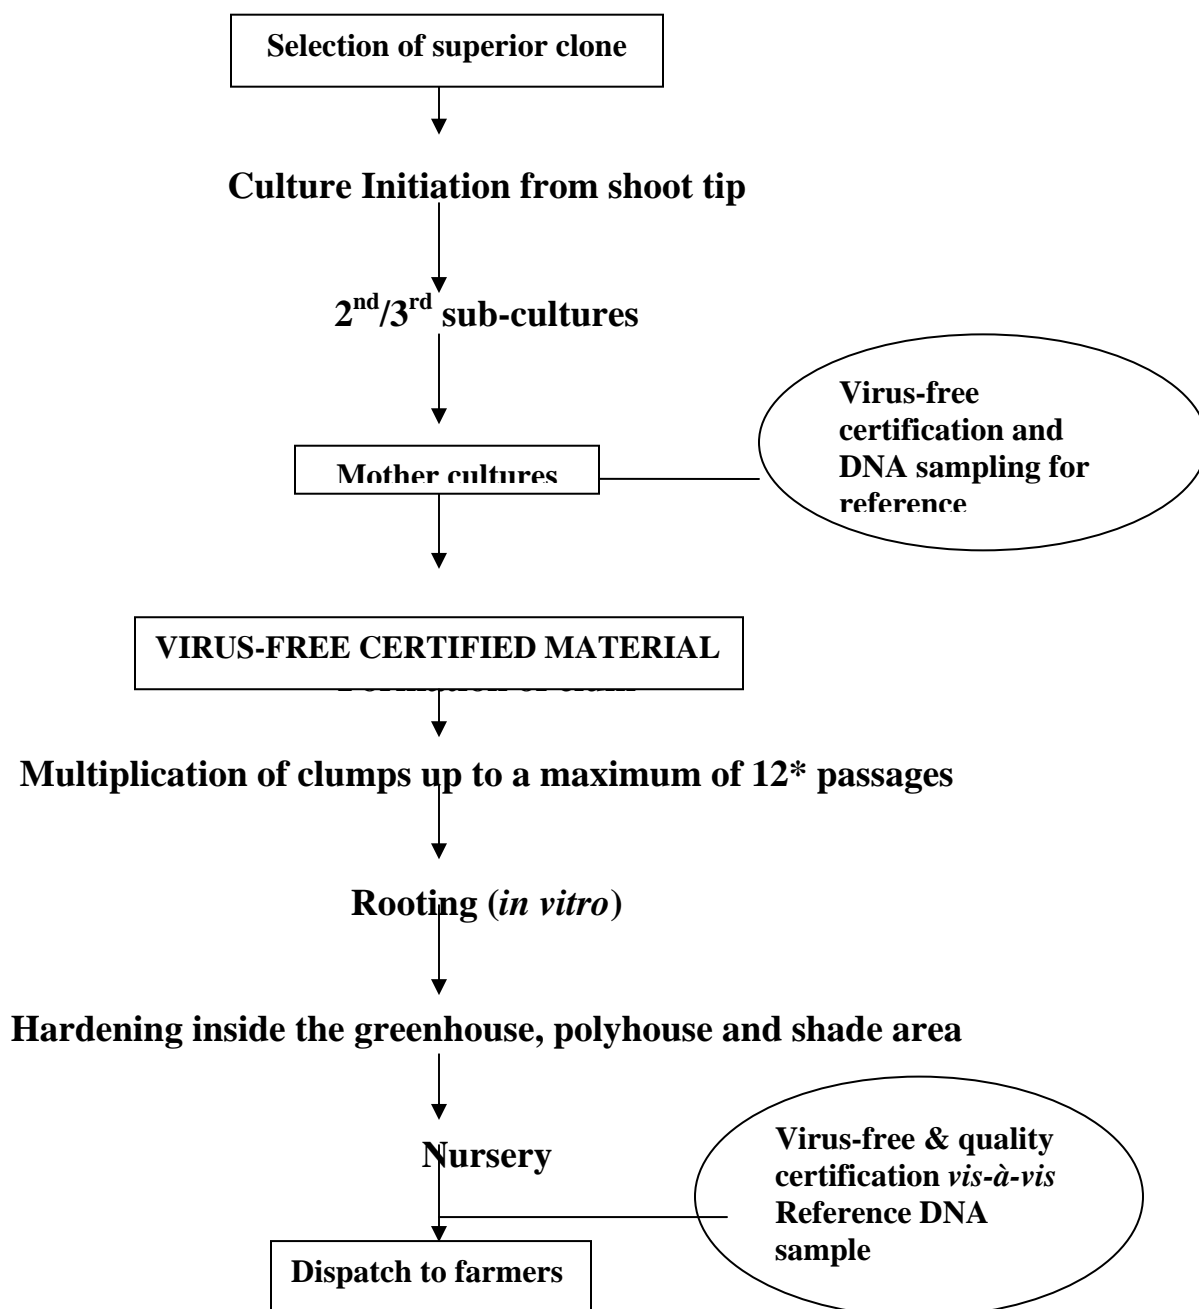 Selection of superior clone
Culture Initiation from shoot tip
2nd/3rd sub-cultures
Virus-free
certification and
DNA sampling for
reference
Mother cultures
VIRUS-FREE CERTIFIED MATERIAL
Multiplication of clumps up to a maximum of 12* passages
Rooting (in vitro)
Hardening inside the greenhouse, polyhouse and shade area
Nursery
Virus-free & quality
certification vis-à-vis
Reference DNA
sample
Dispatch to farmers